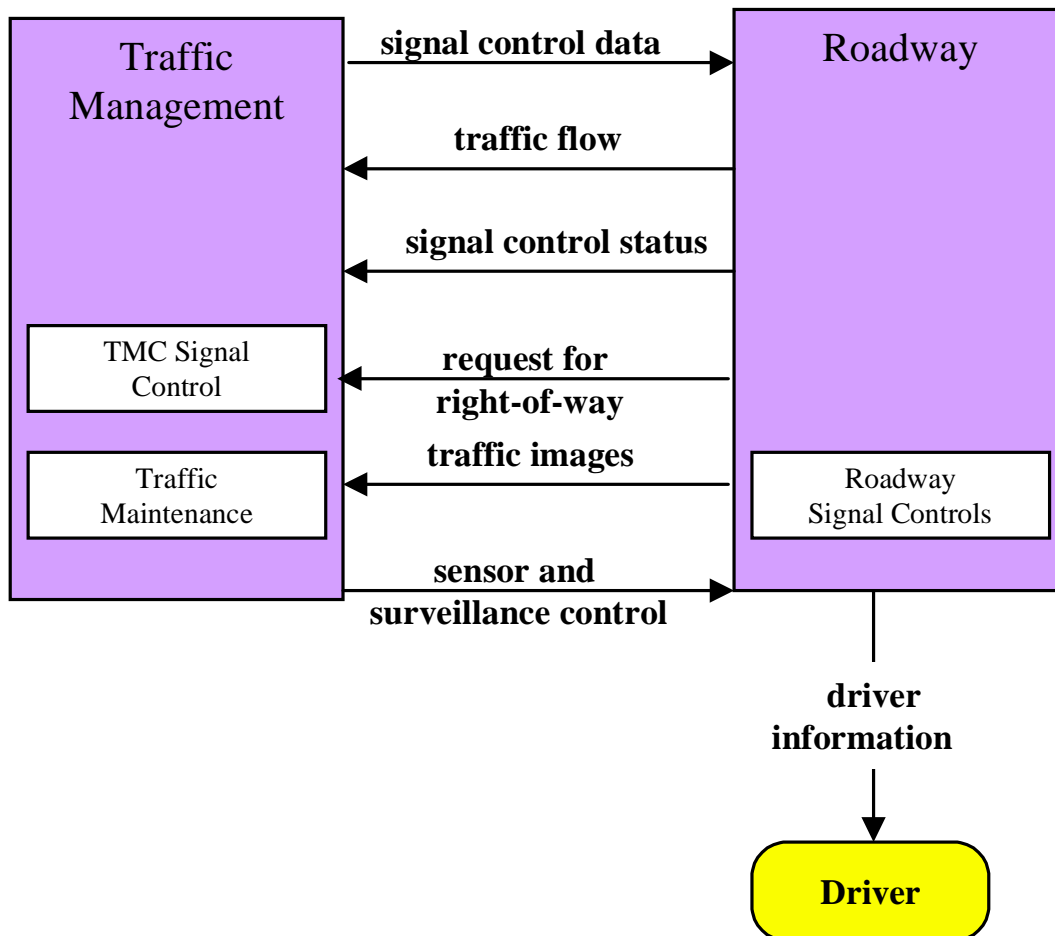 Traffic
Management
signal control data
Roadway
traffic flow
signal control status
TMC Signal
Control
request for
right-of-way
traffic images
Traffic
Maintenance
Roadway
Signal Controls
sensor and
surveillance control
driver
information
Driver